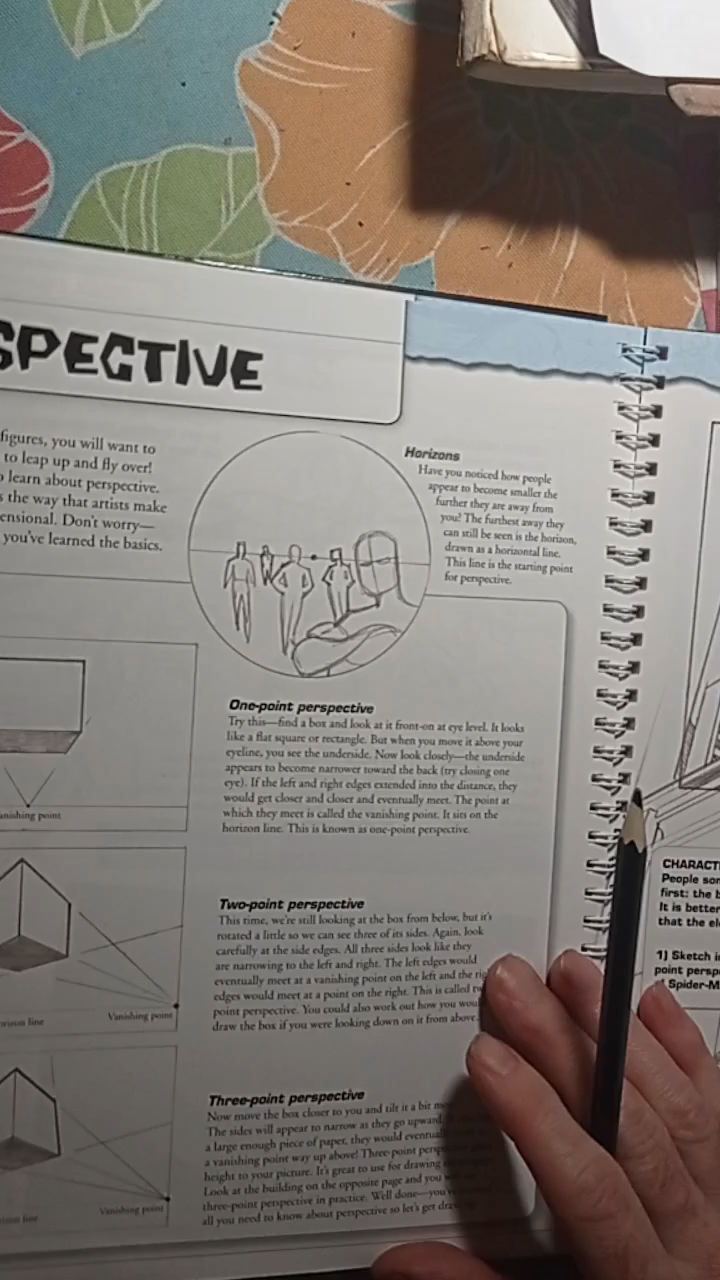 SPECTIVE
figures, you will want to
to leap up and fly over!
learn about perspective.
the way that artists make
ensional. Don't worry—
you've learned the basics.
Horizons
Have you noticed how people
appear to become smaller the
further they are away from
you? The furthest away they
can still be seen is the horizon,
drawn as a horizontal line.
This line is the starting point
for perspective.
One-point perspective
Try this—find a box and look at it front-on at eye level. It looks
like a flat square or rectangle. But when you move it above your
eyeline, you see the underside. Now look closely—the underside
appears to become narrower toward the back (try closing one
eye). If the left and right edges extended into the distance, they
would get closer and closer and eventually meet. The point at
which they meet is called the vanishing point. It sits on the
horizon line. This is known as one-point perspective.
anishing point
Two-point perspective
This time, we're still looking at the box from below, but it's
rotated a little so we can see three of its sides. Again, look
carefully at the side edges. All three sides look like they
are narrowing to the left and right. The left edges would
eventually meet at a vanishing point on the left and the rig
edges would meet at a point on the right. This is called tw
point perspective. You could also work out how you woul
draw the box if you were looking down on it from above.
rizon line
Vanishing point
Three-point perspective
Now move the box closer to you and tilt it a bit
The sides will appear to narrow as they go upward.
a large enough piece of paper, they would eventual
a vanishing point way up above! Three-point perspe
height to your picture. It's great to use for drawing
Look at the building on the opposite page and you
three-point perspective in practice. Well done—you
all you need to know about perspective so let's get dra
rizon line
Vanishing point
CHARACT
People som
first: the b
It is better
that the el
1) Sketch i
point persp
Spider-M